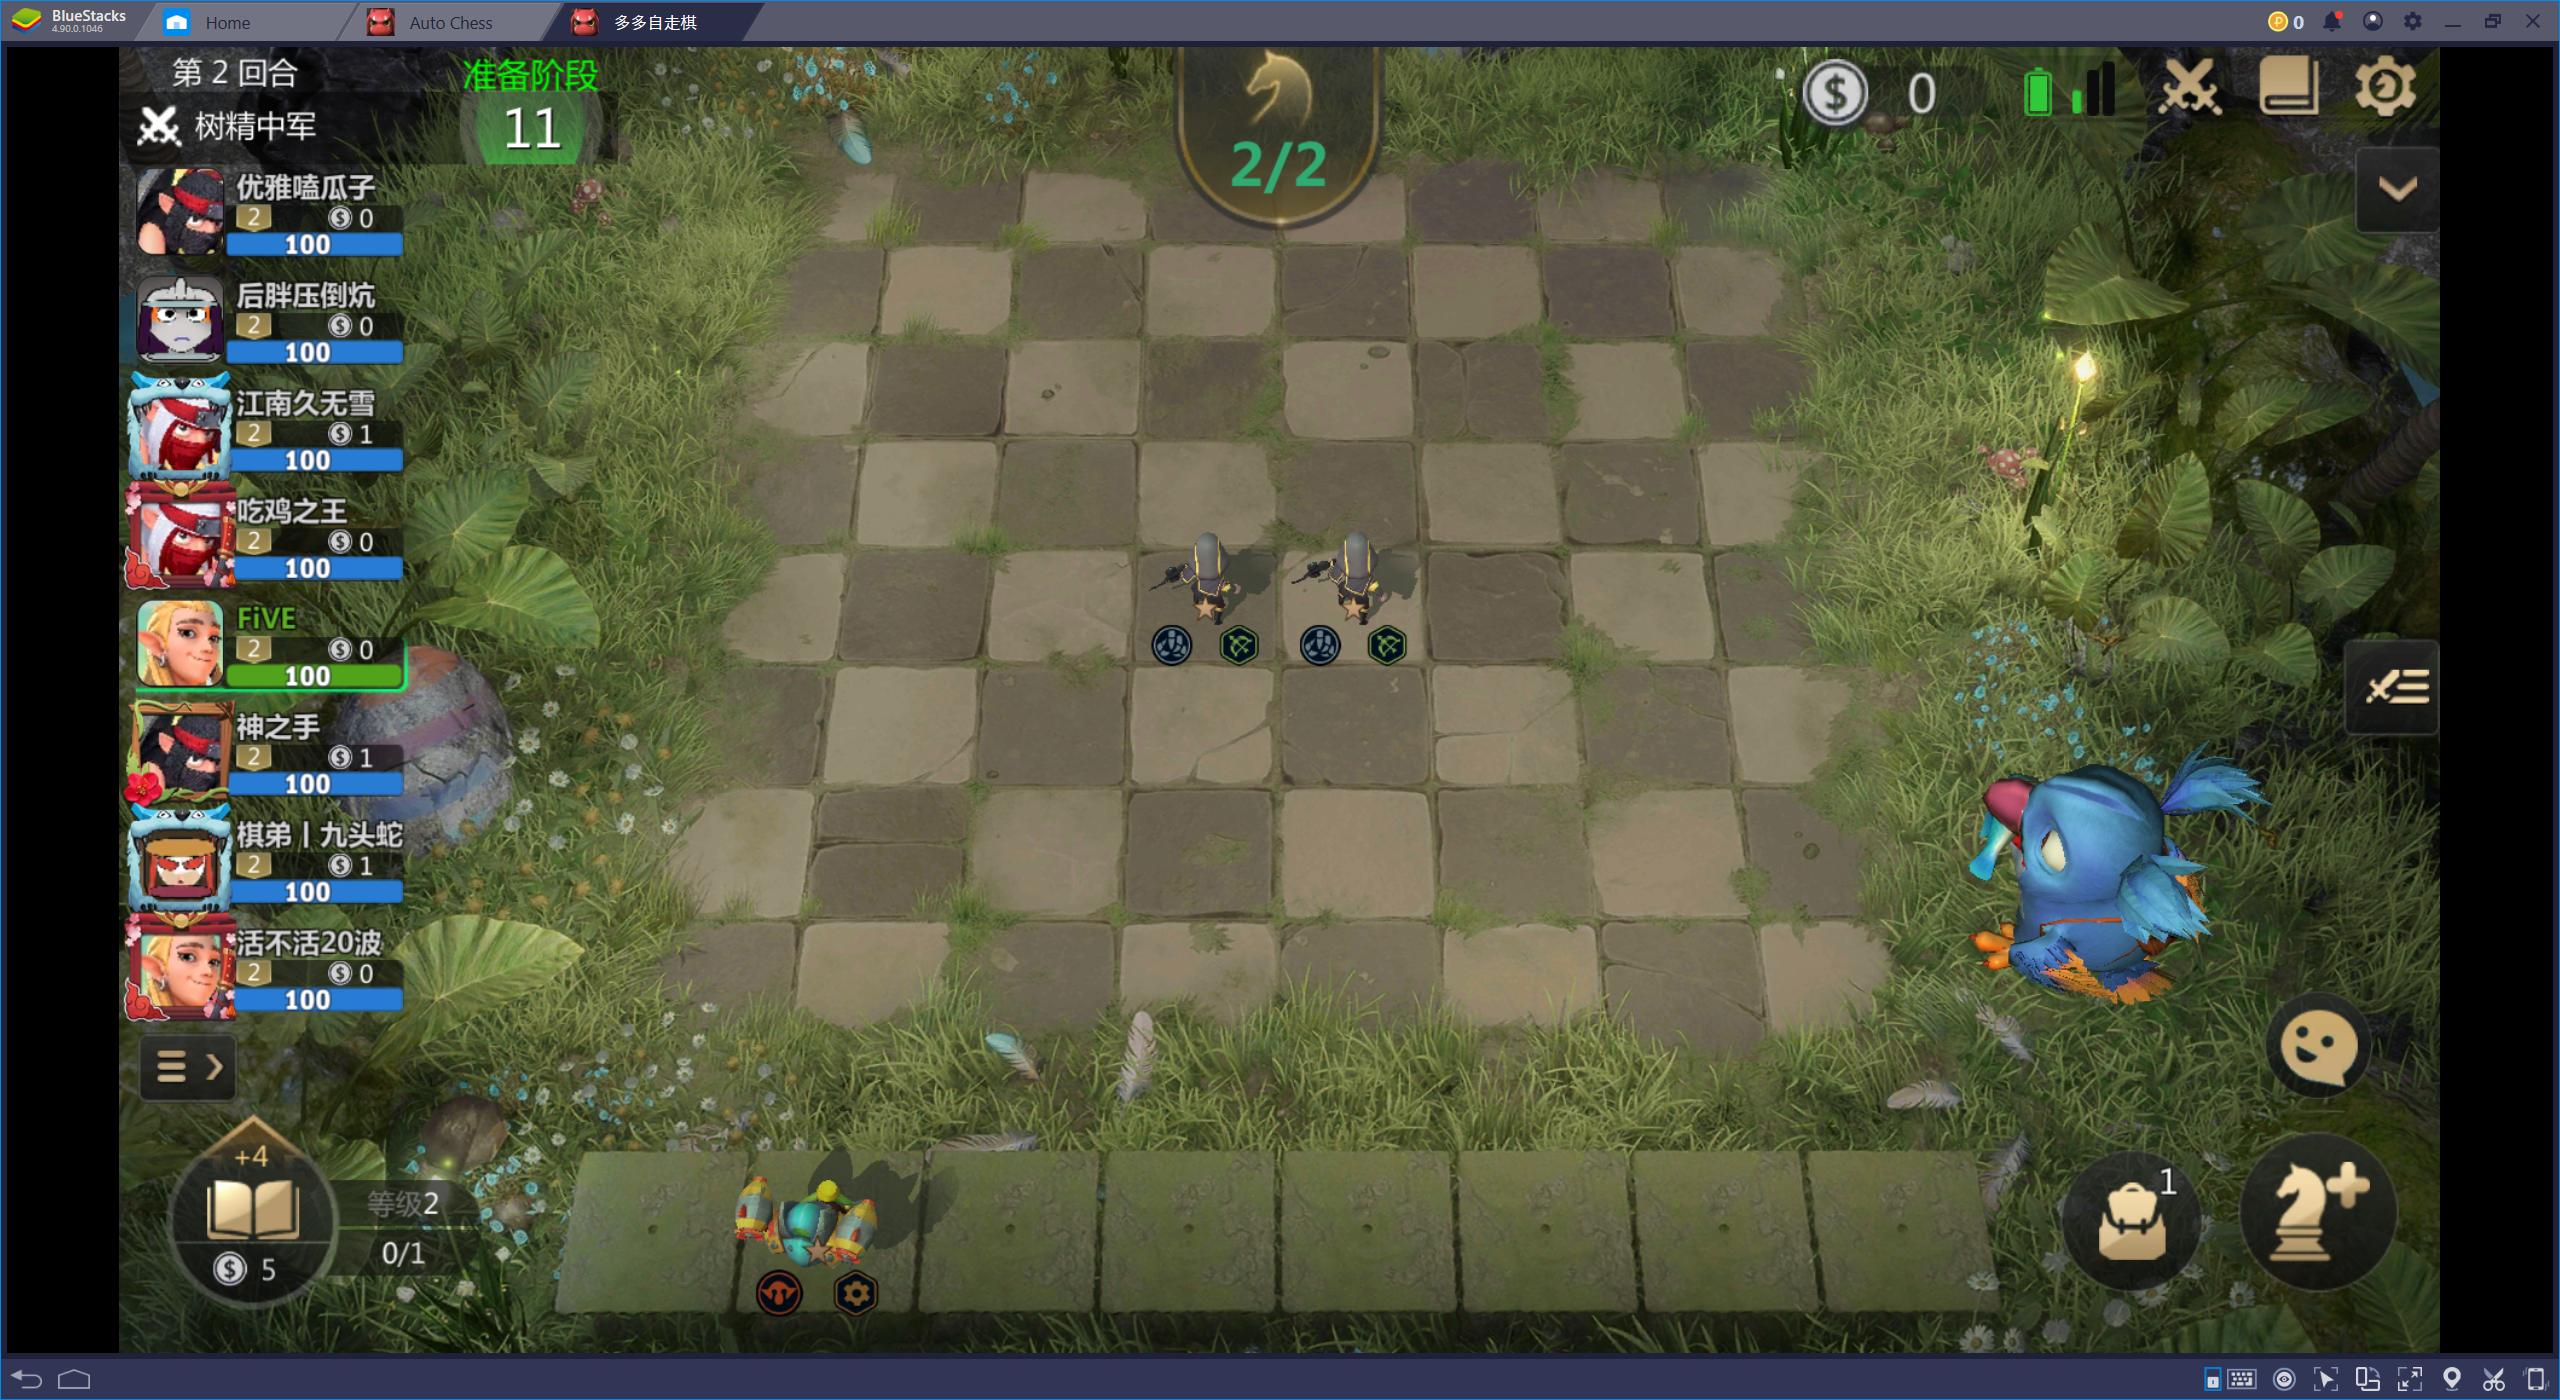 BlueStacks
4.90.0.1046
Home
Auto Chess
多多自走棋
0
第 2 回合
准备阶段
树精中军
11
2/2
0
优雅嗑瓜子
2 0
100
后胖压倒炕
2 0
100
江南久无雪
2 1
100
吃鸡之王
2 0
100
FiVE
2 0
100
神之手
2 1
100
棋弟丨九头蛇
2 1
100
活不活20波
2 0
100
+4
等级2
0/1
5
1